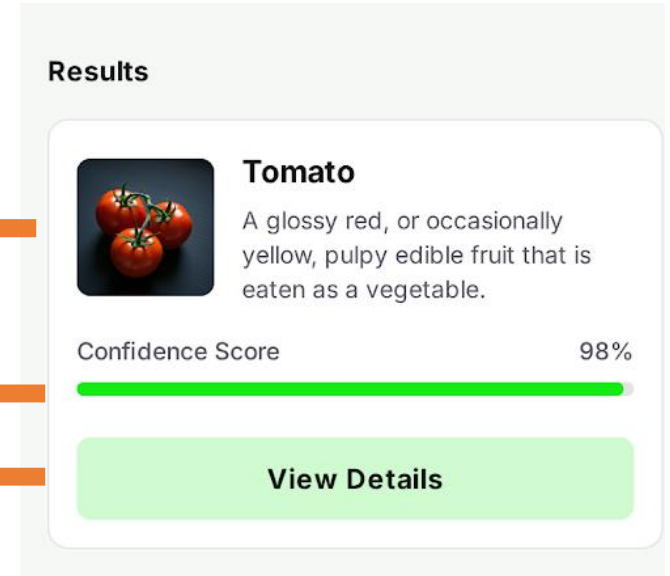 Results
Tomato
A glossy red, or occasionally
yellow, pulpy edible fruit that is
eaten as a vegetable.
Confidence Score 98%
View Details